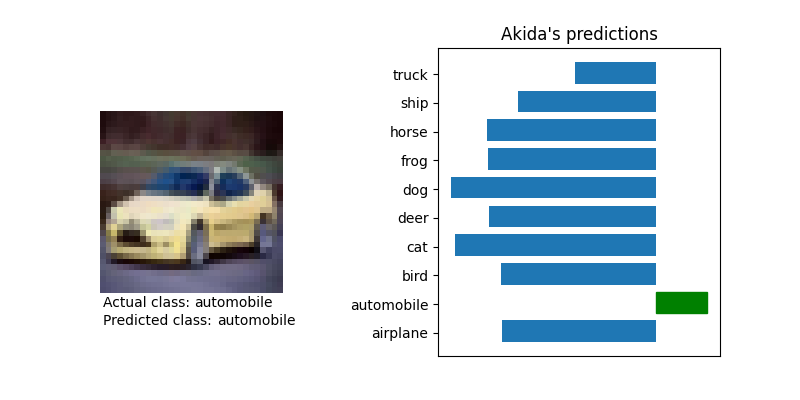 Akida's predictions
truck
ship
horse
frog
dog
deer
cat
bird
automobile
airplane
Actual class: automobile
Predicted class: automobile